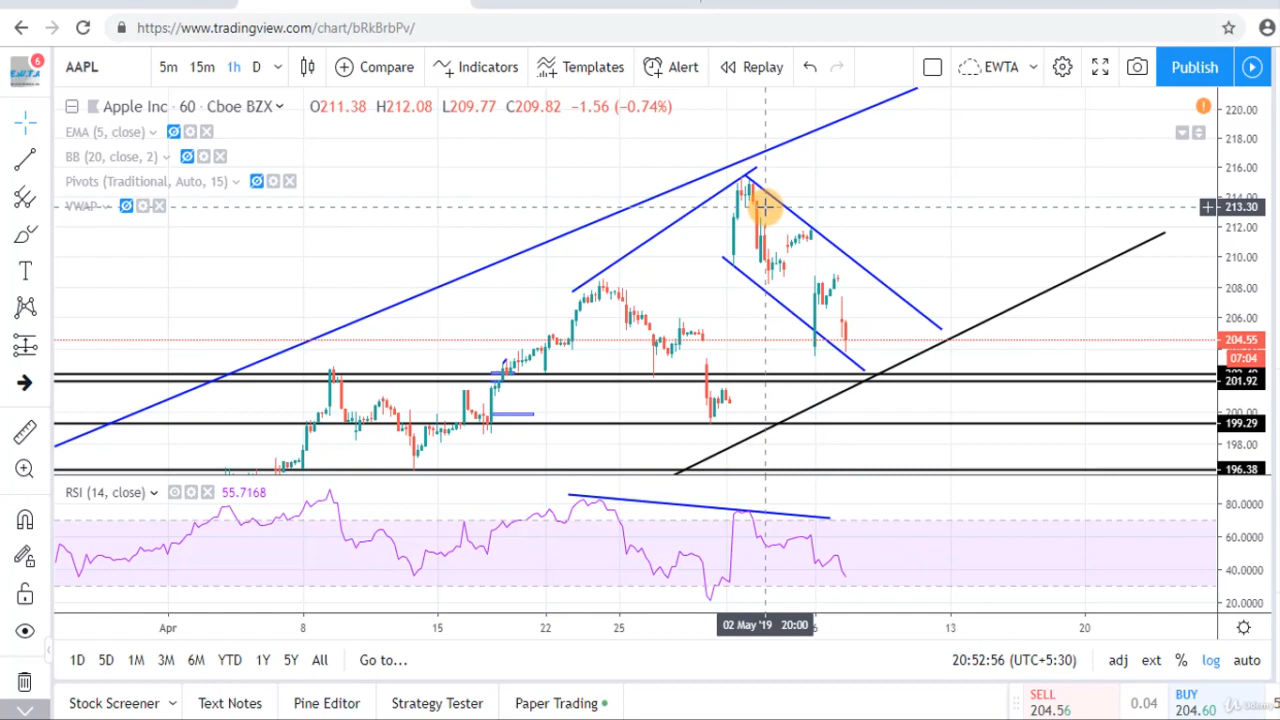 https://www.tradingview.com/chart/bRkBrbPv/
6
AAPL 5m 15m 1h D Compare Indicators Templates Alert Replay EWTA Publish
Apple Inc · 60 · Cboe BZX O211.38 H212.08 L209.77 C209.82 −1.56 (−0.74%)
EMA (5, close)
BB (20, close, 2)
Pivots (Traditional, Auto, 15)
VWAP
220.00
218.00
216.00
214.00
213.30
212.00
210.00
208.00
206.00
204.55
07:04
201.92
200.00
199.29
198.00
196.38
RSI (14, close) 55.7168
80.0000
60.0000
40.0000
20.0000
Apr 8 15 22 25 02 May '19 20:00 6 13 20
1D 5D 1M 3M 6M YTD 1Y 5Y All Go to... 20:52:56 (UTC+5:30) adj ext % log auto
Stock Screener Text Notes Pine Editor Strategy Tester Paper Trading
SELL
204.56
0.04
BUY
204.60
Udemy